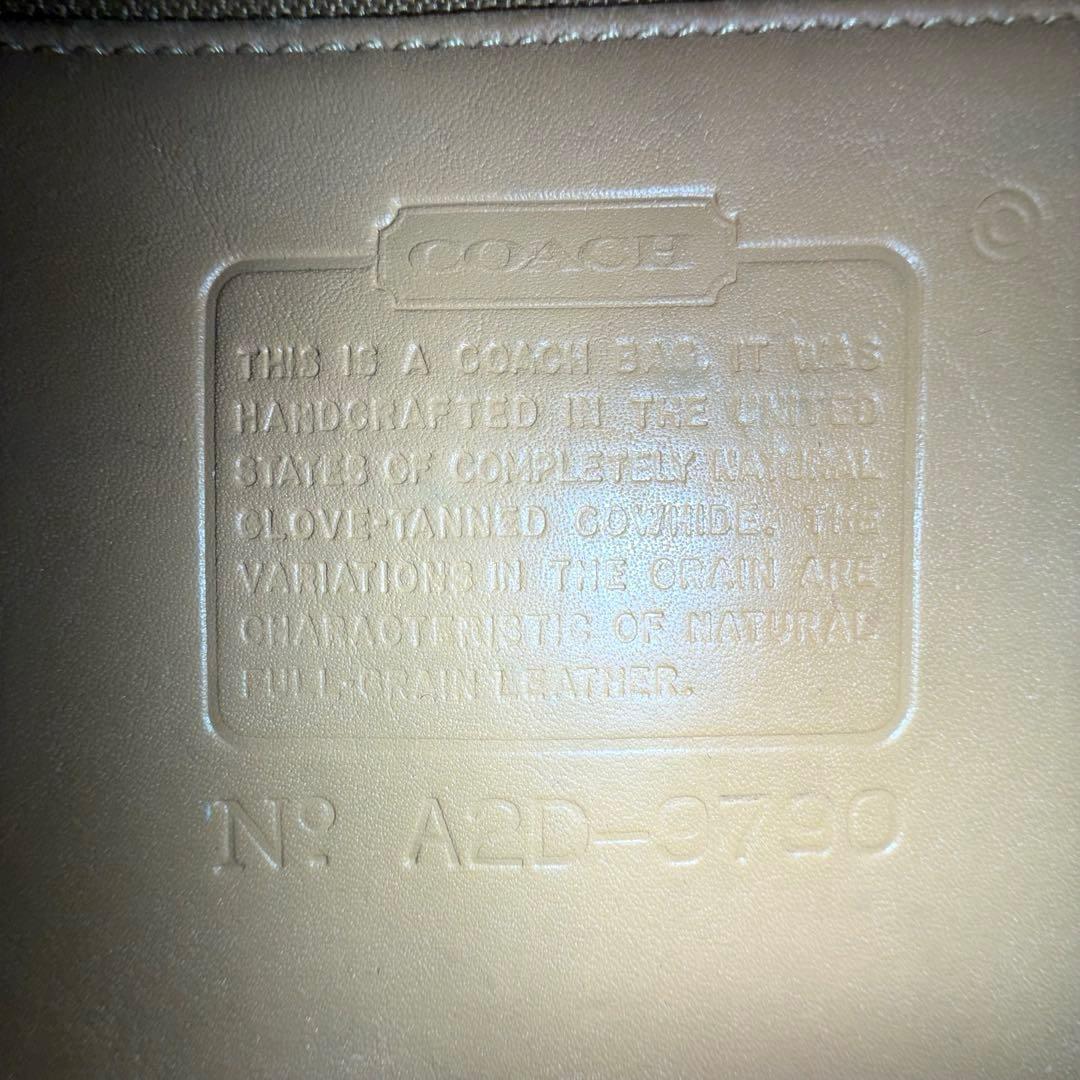 COACH
THIS IS A COACH BAG. IT WAS
HANDCRAFTED IN THE UNITED
STATES OF COMPLETELY NATURAL
GLOVE-TANNED COWHIDE. THE
VARIATIONS IN THE GRAIN ARE
CHARACTERISTIC OF NATURAL
FULL-GRAIN LEATHER.
Nº. A2D-9790